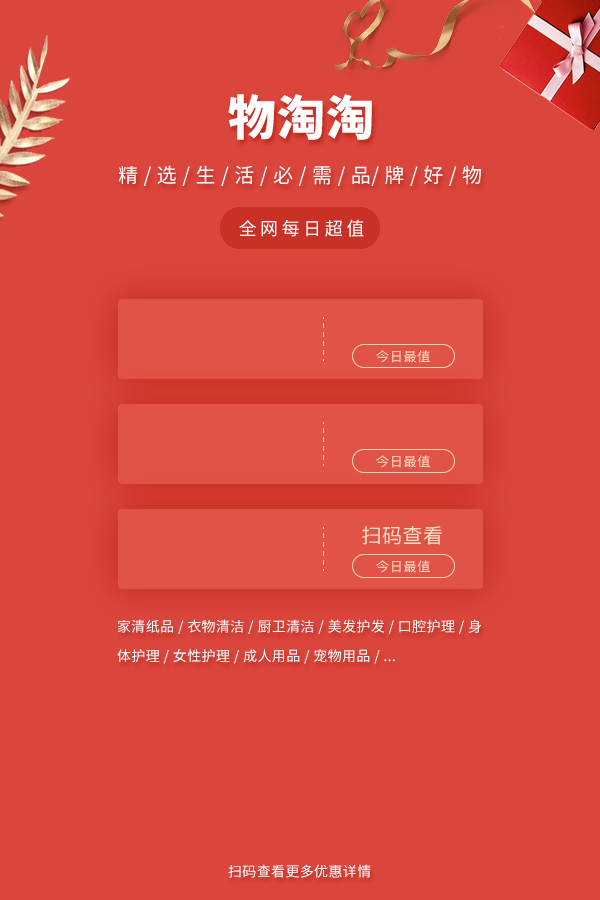 物淘淘
精 / 选 / 生 / 活 / 必 / 需 / 品/ 牌 / 好 / 物
全网每日超值
今日最值
今日最值
扫码查看
今日最值
家清纸品 / 衣物清洁 / 厨卫清洁 / 美发护发 / 口腔护理 / 身
体护理 / 女性护理 / 成人用品 / 宠物用品 / ...
扫码查看更多优惠详情